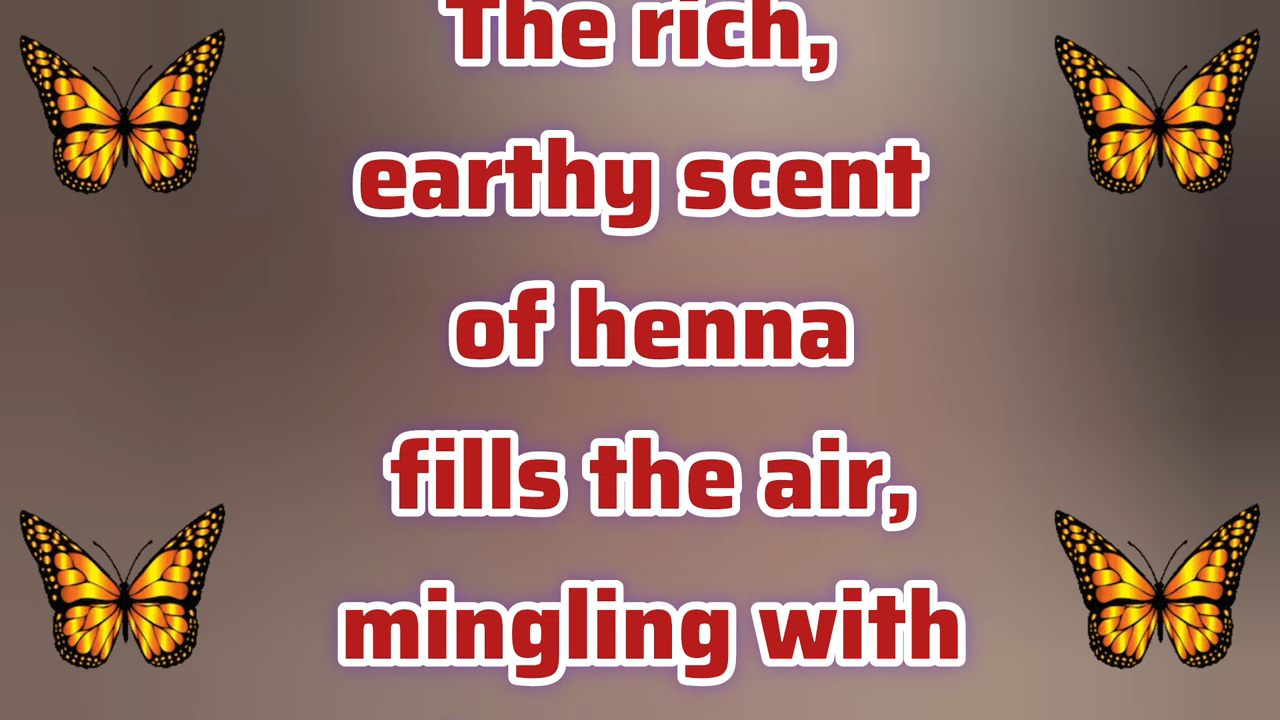 The rich,
earthy scent
of henna
fills the air,
mingling with